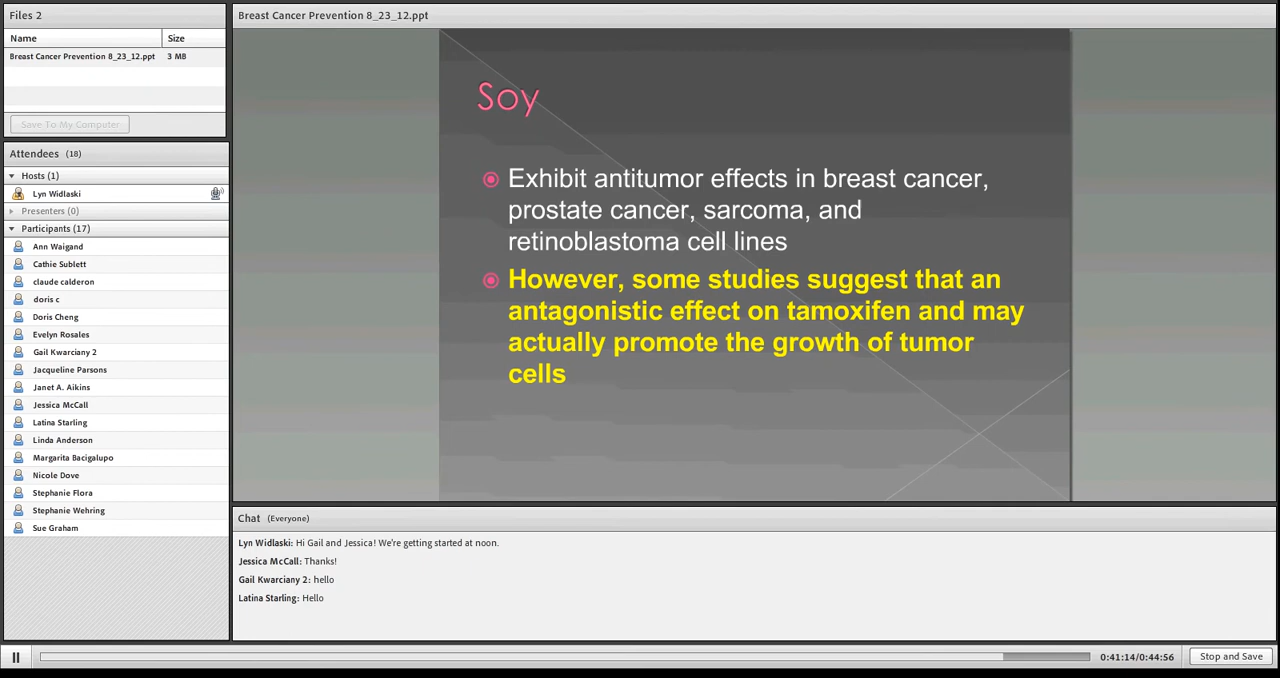 Files 2
Name Size
Breast Cancer Prevention 8_23_12.ppt 3 MB
Save To My Computer
Attendees (18)
Hosts (1)
Lyn Widlaski
Presenters (0)
Participants (17)
Ann Waigand
Cathie Sublett
claude calderon
doris c
Doris Cheng
Evelyn Rosales
Gail Kwarciany 2
Jacqueline Parsons
Janet A. Aikins
Jessica McCall
Latina Starling
Linda Anderson
Margarita Bacigalupo
Nicole Dove
Stephanie Flora
Stephanie Wehring
Sue Graham
Breast Cancer Prevention 8_23_12.ppt
Soy
Exhibit antitumor effects in breast cancer,
prostate cancer, sarcoma, and
retinoblastoma cell lines
However, some studies suggest that an
antagonistic effect on tamoxifen and may
actually promote the growth of tumor
cells
Chat (Everyone)
Lyn Widlaski: Hi Gail and Jessica! We're getting started at noon.
Jessica McCall: Thanks!
Gail Kwarciany 2: hello
Latina Starling: Hello
0:41:14/0:44:56 Stop and Save